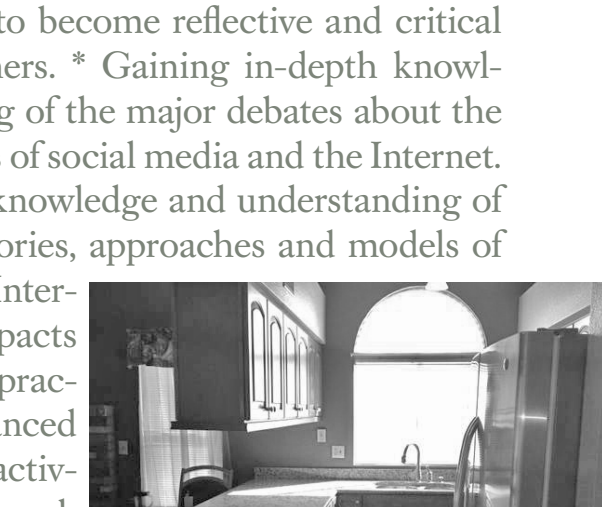 to become reflective and critical
ners. * Gaining in-depth knowl-
g of the major debates about the
s of social media and the Internet.
knowledge and understanding of
ories, approaches and models of
Inter-
pacts
prac-
nced
activ-